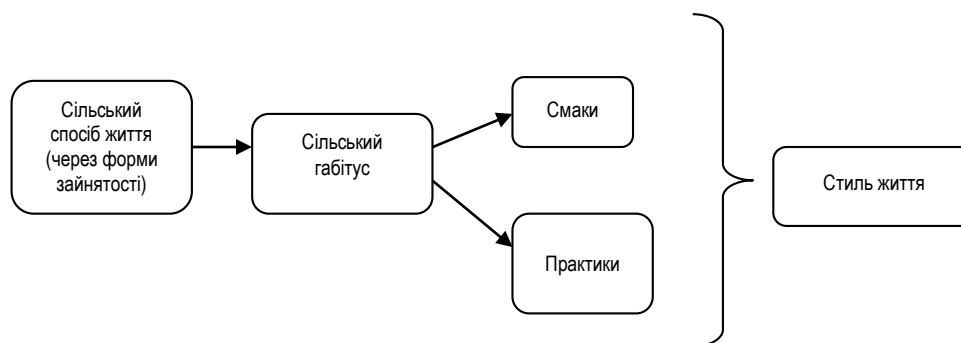 Сільський
спосіб життя
(через форми
зайнятості)
Сільський
габітус
Смаки
Практики
Стиль життя